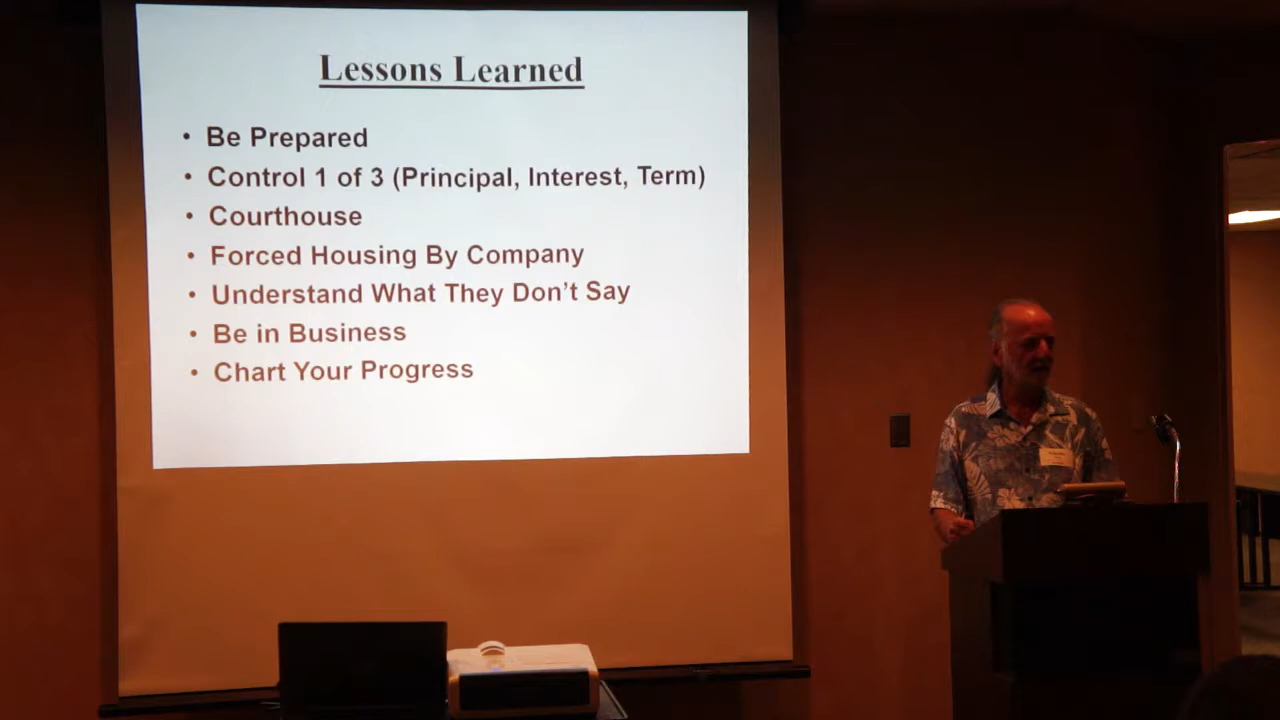 Lessons Learned
• Be Prepared
• Control 1 of 3 (Principal, Interest, Term)
• Courthouse
• Forced Housing By Company
• Understand What They Don't Say
• Be in Business
• Chart Your Progress